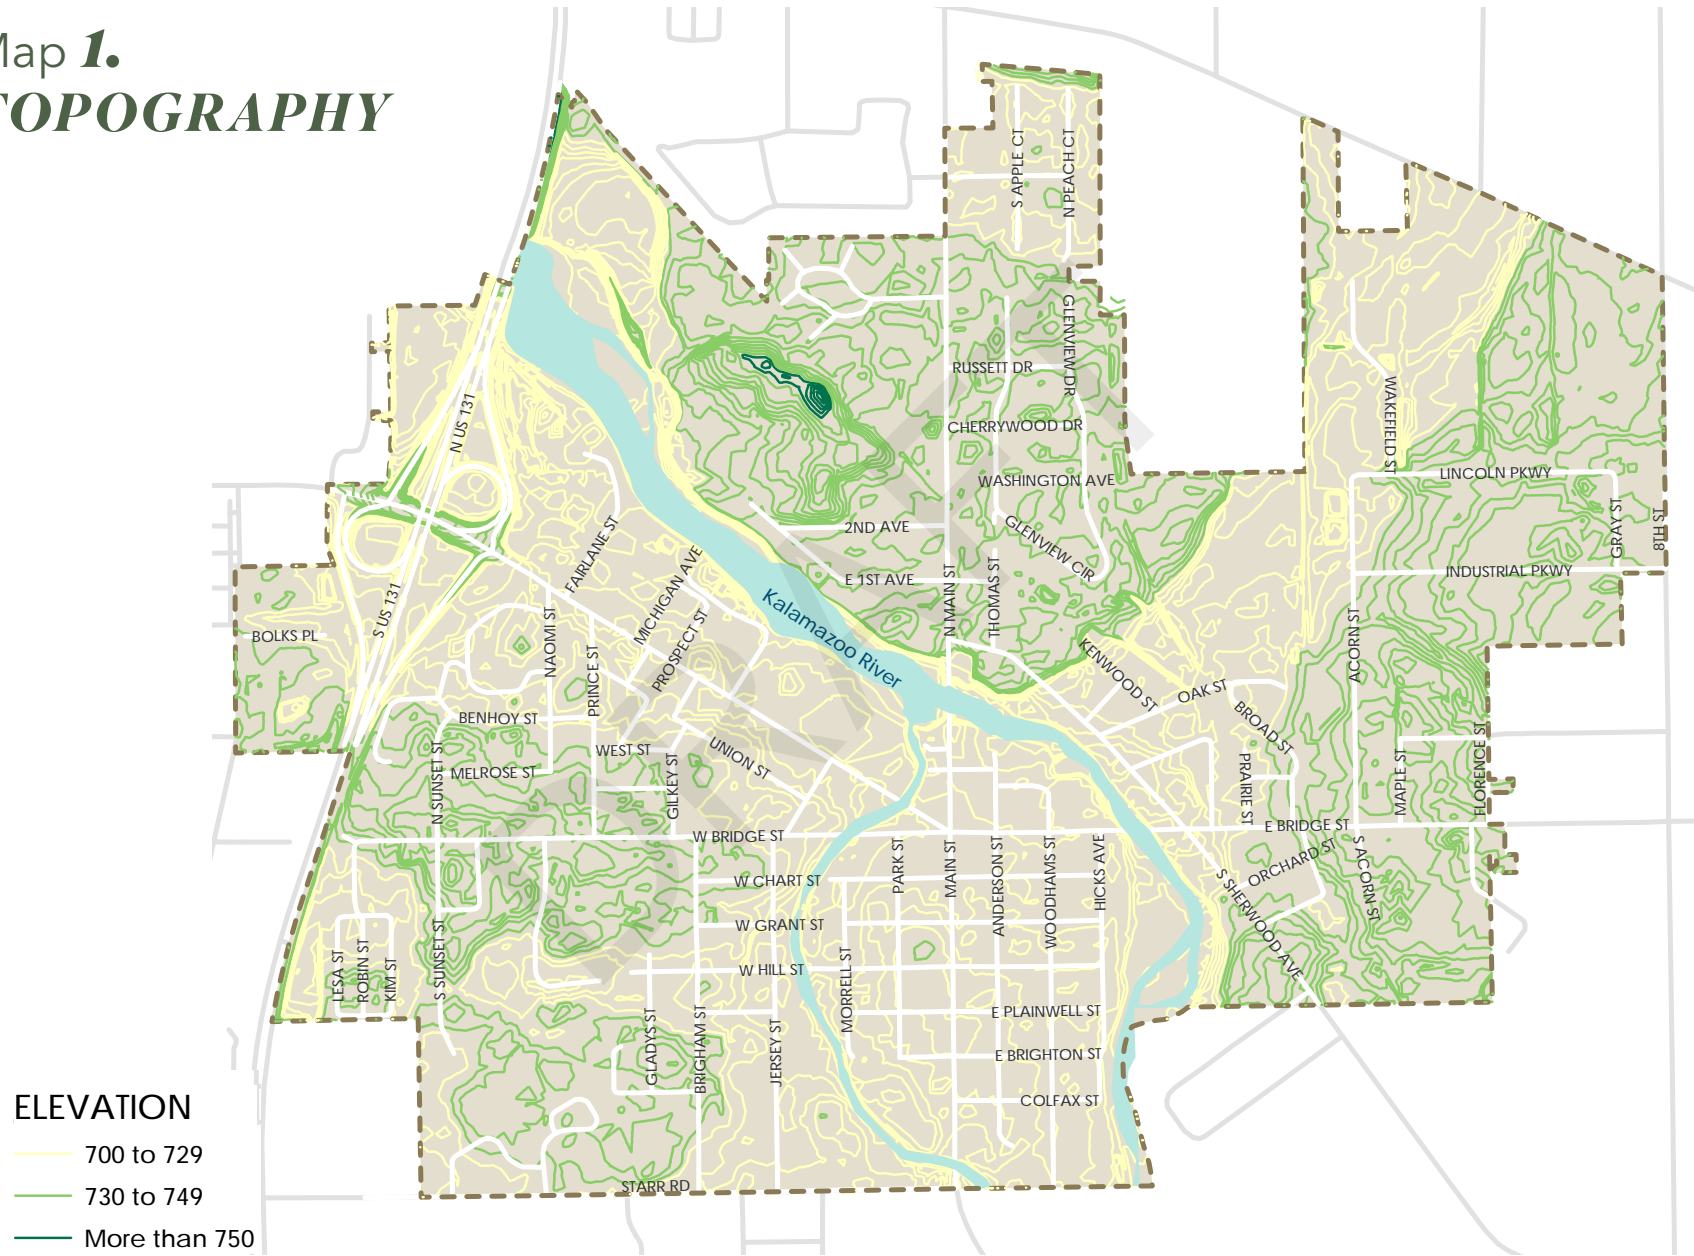 Map 1.
TOPOGRAPHY
S APPLE CT
N PEACH CT
GLENVIEW DR
RUSSETT DR
CHERRYWOOD DR
WASHINGTON AVE
GLENVIEW CIR
2ND AVE
E 1ST AVE
N MAIN ST
THOMAS ST
WAKEFIELD ST
LINCOLN PKWY
GRAY ST
8TH ST
INDUSTRIAL PKWY
ACORN ST
N US 131
S US 131
BOLKS PL
FAIRLANE ST
MICHIGAN AVE
PROSPECT ST
NAOMI ST
PRINCE ST
Kalamazoo River
KENWOOD ST
OAK ST
BROAD ST
PRAIRIE ST
MAPLE ST
FLORENCE ST
BENHOY ST
WEST ST
UNION ST
MELROSE ST
GILKEY ST
N SUNSET ST
W BRIDGE ST
E BRIDGE ST
ORCHARD ST
S ACORN ST
S SHERWOOD AVE
W CHART ST
PARK ST
MAIN ST
ANDERSON ST
WOODHAMS ST
HICKS AVE
W GRANT ST
LESA ST
ROBIN ST
KIM ST
S SUNSET ST
W HILL ST
MORRELL ST
GLADYS ST
BRIGHAM ST
JERSEY ST
E PLAINWELL ST
E BRIGHTON ST
COLFAX ST
STARR RD
ELEVATION
700 to 729
730 to 749
More than 750
DRAFT